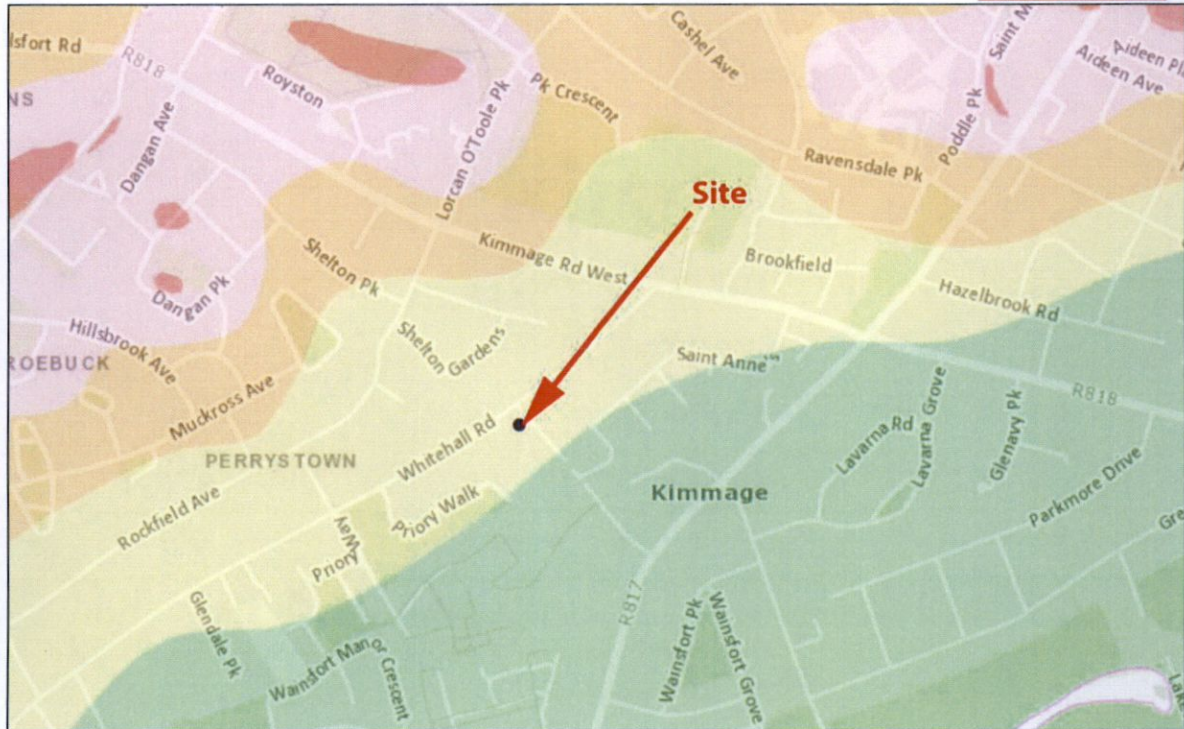 lsfort Rd
R818
NS
Royston
Dangan Ave
Lorcan O'Toole Pk
Pk Crescent
Cashel Ave
Saint M
Aideen Pl
Aideen Ave
Poddle Pk
Ravensdale Pk
Site
Kimmage Rd West
Brookfield
Shelton Pk
Dangan Pk
Hazelbrook Rd
Hillsbrook Ave
Shelton
Gardens
Saint Anne
ROEBUCK
Muckross Ave
R818
Whitehall Rd
Lavarna Rd
Lavarna Grove
Glenavy Pk
PERRYSTOWN
Kimmage
Parkmore Drive
Rockfield Ave
Priory Walk
Priory
Way
Gre
R817
Glendale Pk
Wainsfort Manor Crescent
Wainsfort Pk
Wainsfort Grove
Lake